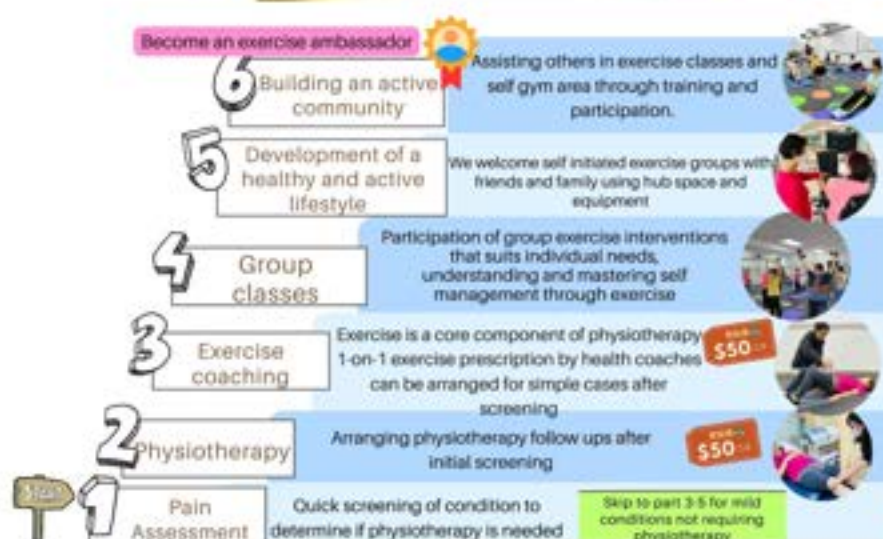 Become an exercise ambassador
6
Building an active
community
Assisting others in exercise classes and
self gym area through training and
participation.
5
Development of a
healthy and active
lifestyle
We welcome self initiated exercise groups with
friends and family using hub space and
equipment
4
Group
classes
Participation of group exercise interventions
that suits individual needs,
understanding and mastering self
management through exercise
3
Exercise
coaching
Exercise is a core component of physiotherapy
1-on-1 exercise prescription by health coaches
can be arranged for simple cases after
screening
$50
2
Physiotherapy
Arranging physiotherapy follow ups after
initial screening
$50
Start
1
Pain
Assessment
Quick screening of condition to
determine if physiotherapy is needed
Skip to part 3-5 for mild
conditions not requiring
physiotherapy